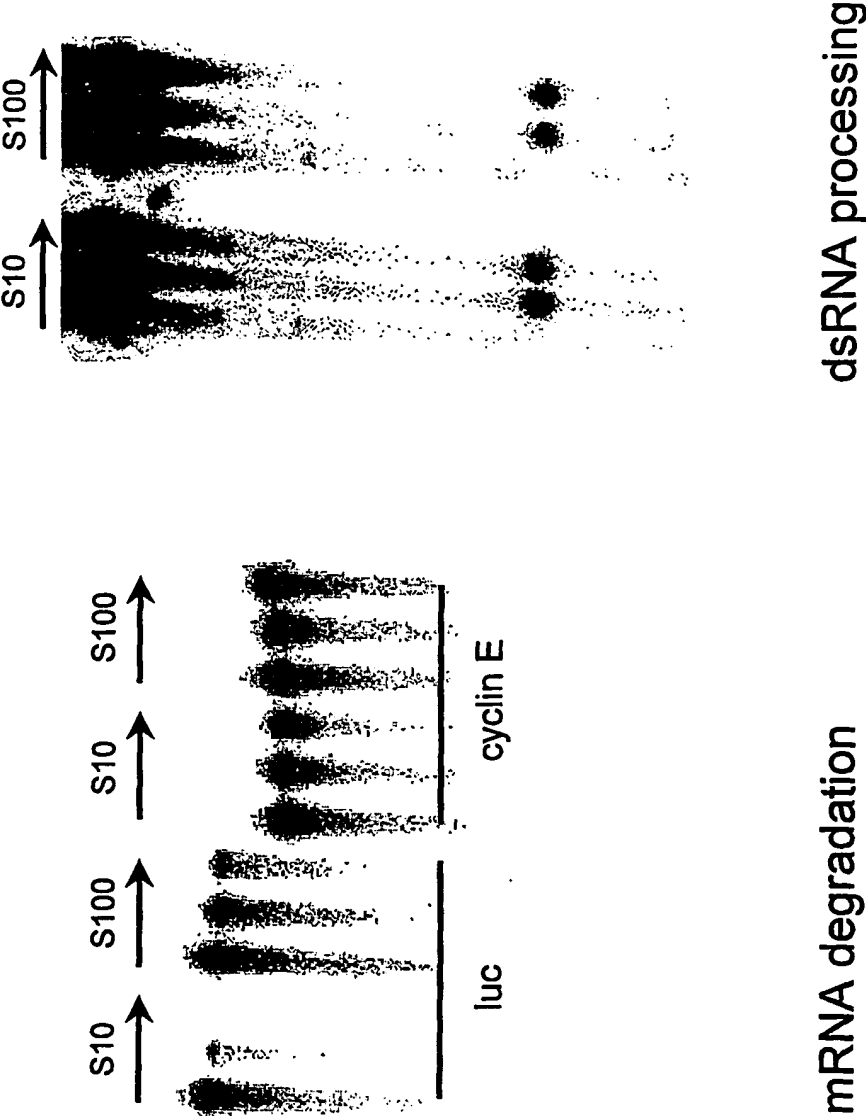 S10
S100
S10
S100
luc
cyclin E
mRNA degradation
S10
S100
dsRNA processing